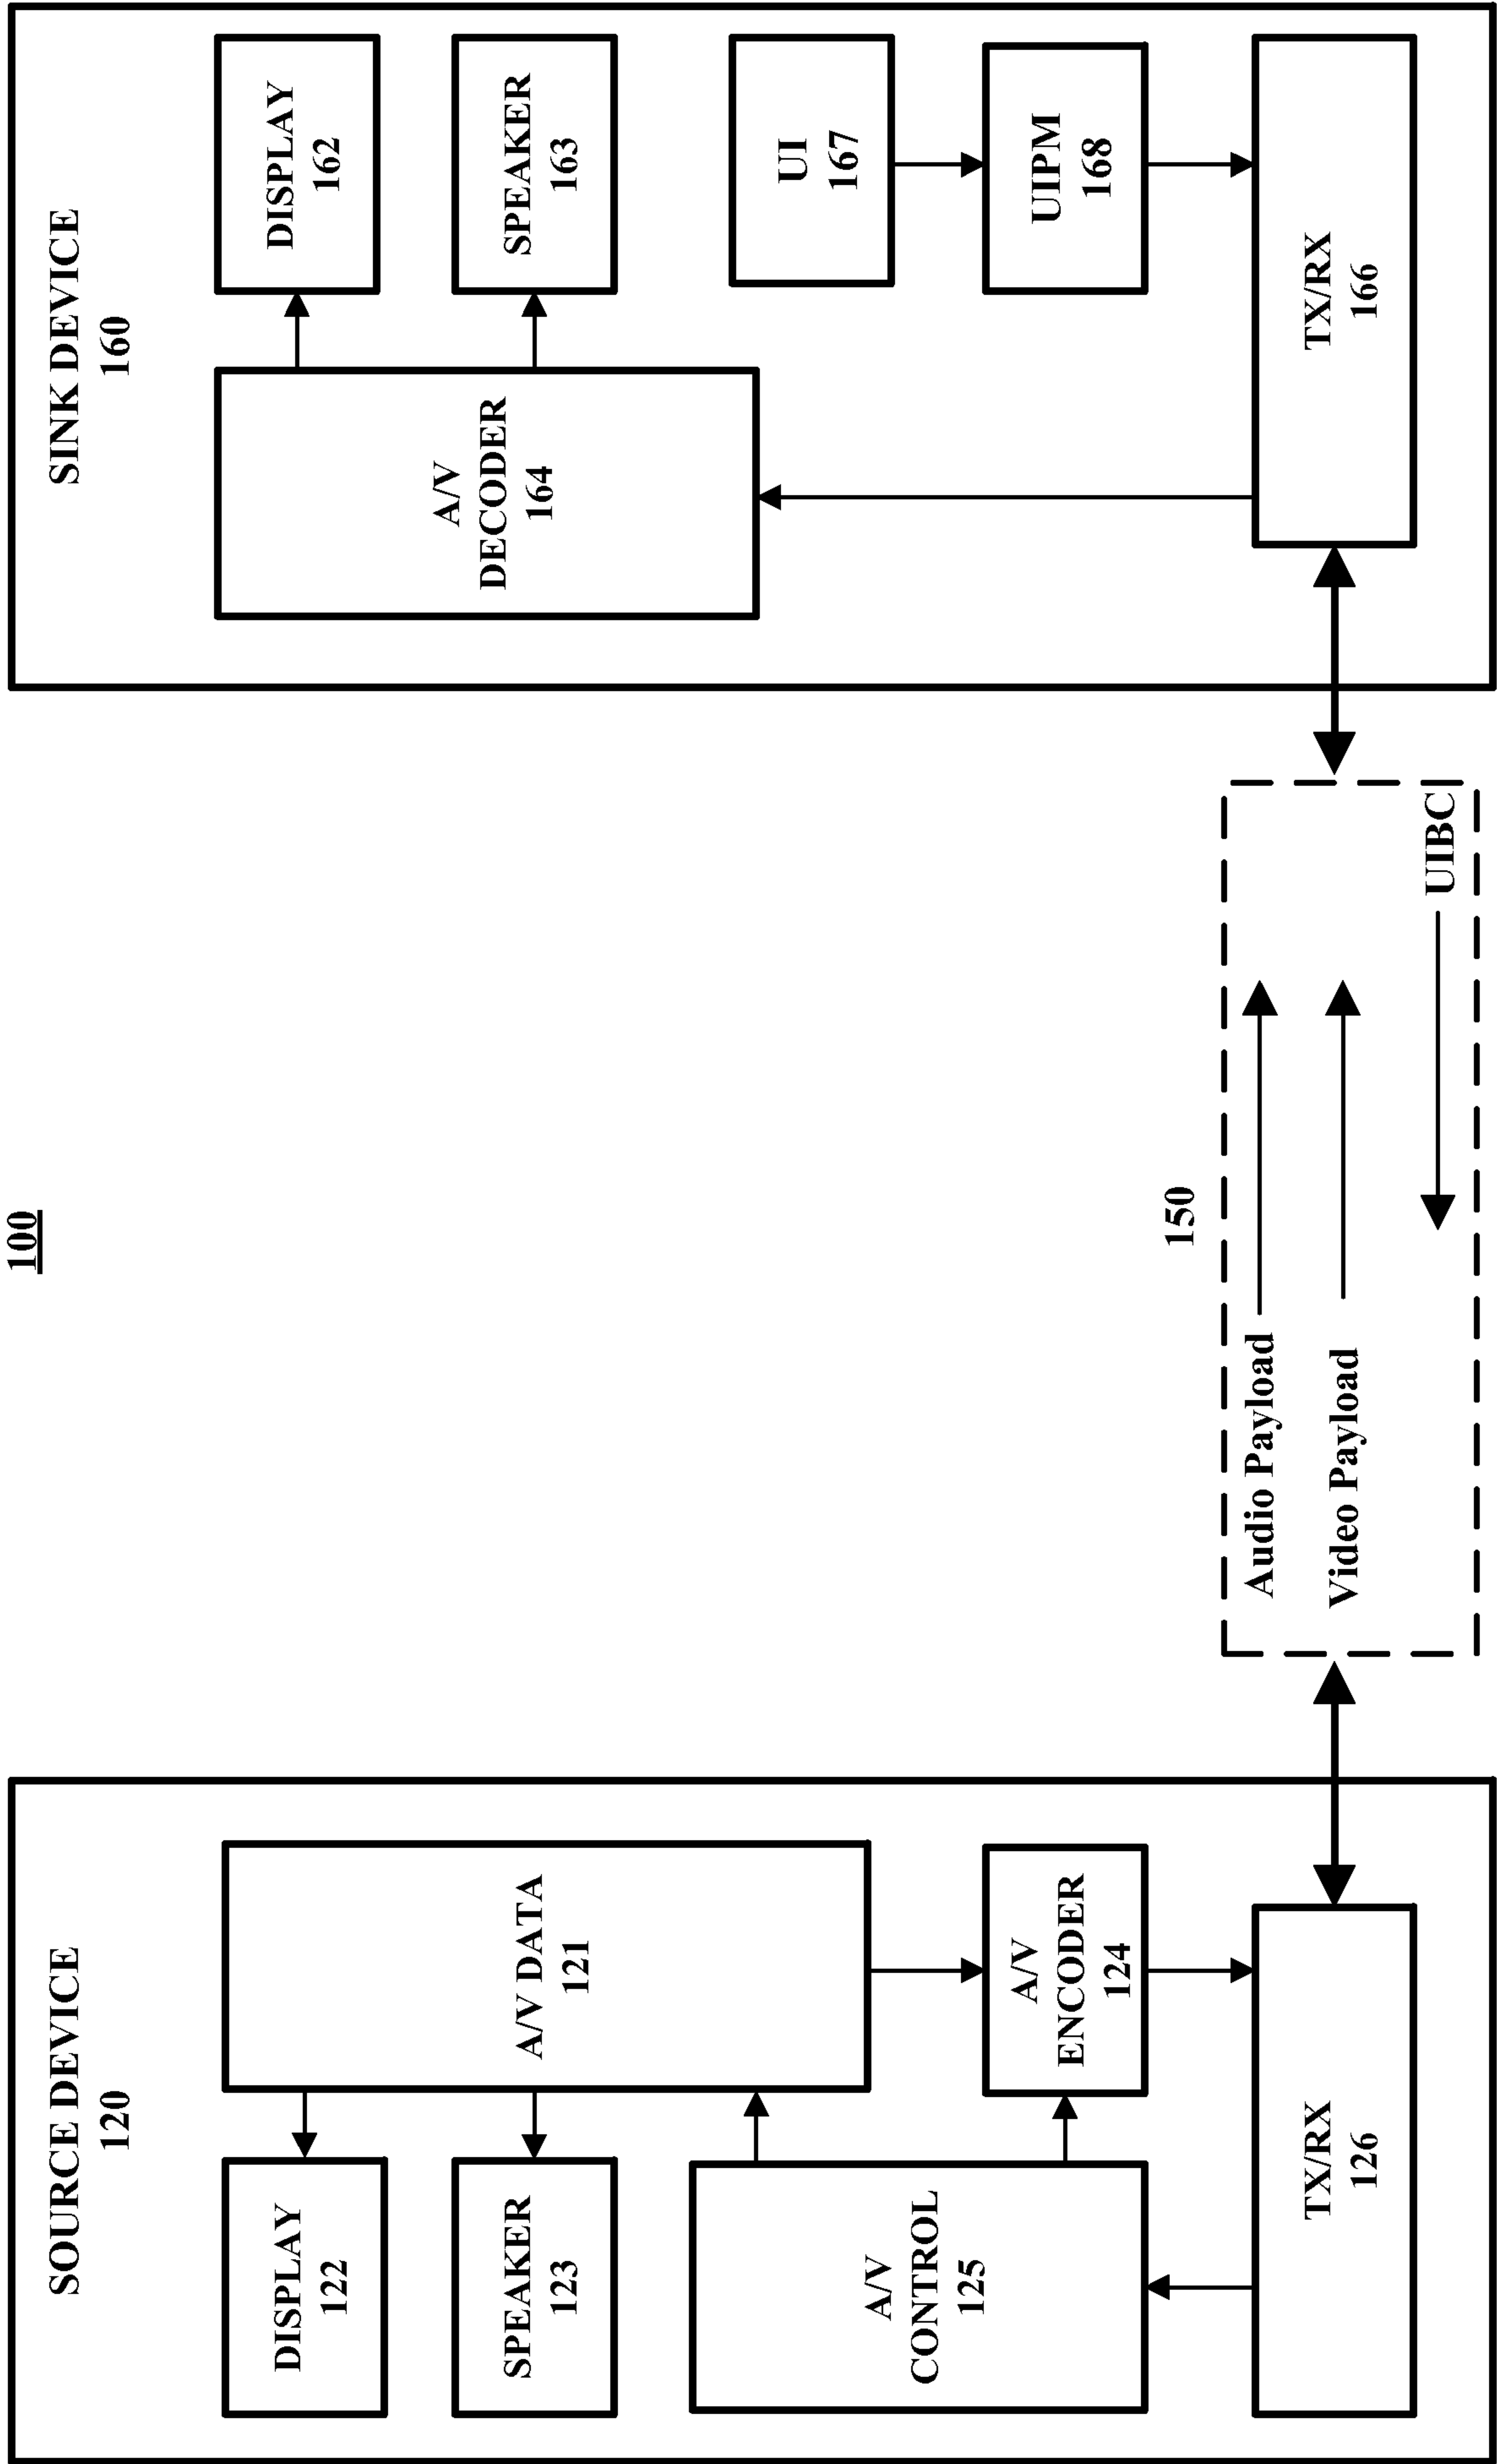 100
SOURCE DEVICE
120
DISPLAY
122
SPEAKER
123
A/V DATA
121
A/V
CONTROL
125
A/V
ENCODER
124
TX/RX
126
150
Audio Payload
Video Payload
UIBC
SINK DEVICE
160
A/V
DECODER
164
DISPLAY
162
SPEAKER
163
UI
167
UIPM
168
TX/RX
166